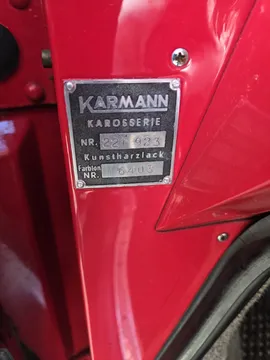 KARMANN
KAROSSERIE
NR.
Kunstharzlack
Farbton
NR.